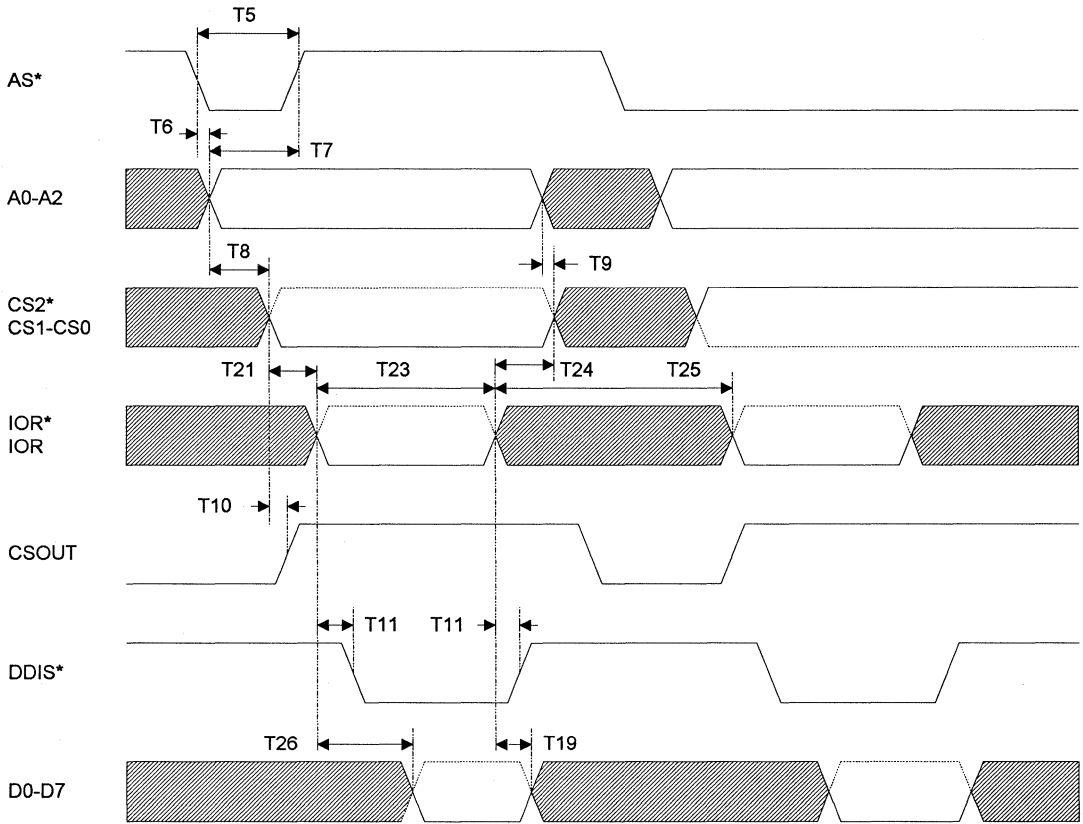 T5
AS*
T6
T7
A0-A2
T8
T9
CS2*
CS1-CS0
T21
T23
T24
T25
IOR*
IOR
T10
CSOUT
T11
T11
DDIS*
T26
T19
D0-D7